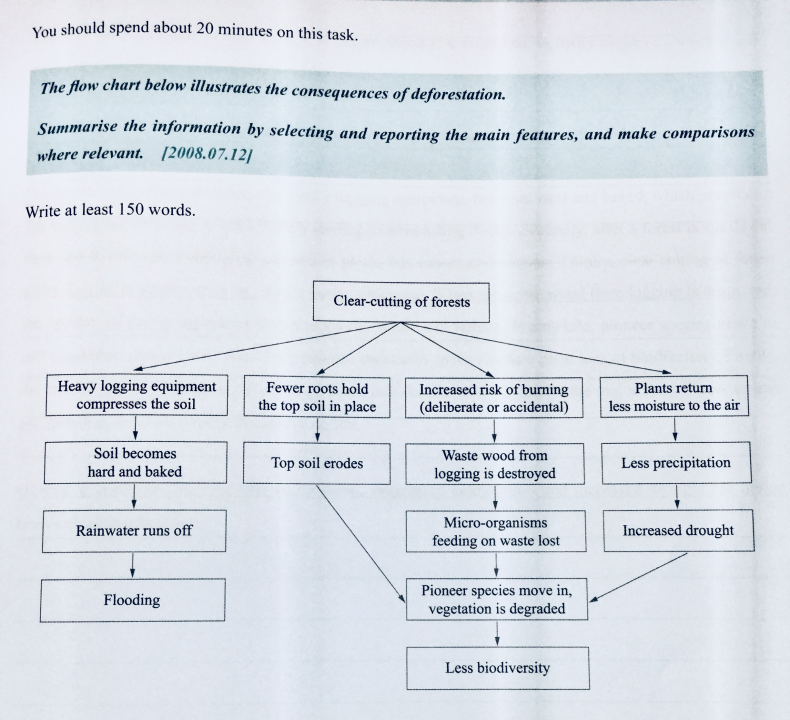 You should spend about 20 minutes on this task.
The flow chart below illustrates the consequences of deforestation.
Summarise the information by selecting and reporting the main features, and make comparisons
where relevant. [2008.07.12]
Write at least 150 words.
Clear-cutting of forests
Heavy logging equipment
compresses the soil
Soil becomes
hard and baked
Rainwater runs off
Flooding
Fewer roots hold
the top soil in place
Top soil erodes
Increased risk of burning
(deliberate or accidental)
Waste wood from
logging is destroyed
Micro-organisms
feeding on waste lost
Pioneer species move in,
vegetation is degraded
Less biodiversity
Plants return
less moisture to the air
Less precipitation
Increased drought